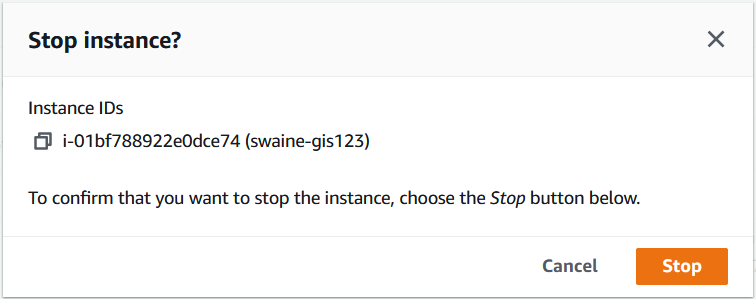 Stop instance?
Instance IDs
i-01bf788922e0dce74 (swaine-gis123)
To confirm that you want to stop the instance, choose the Stop button below.
Cancel Stop